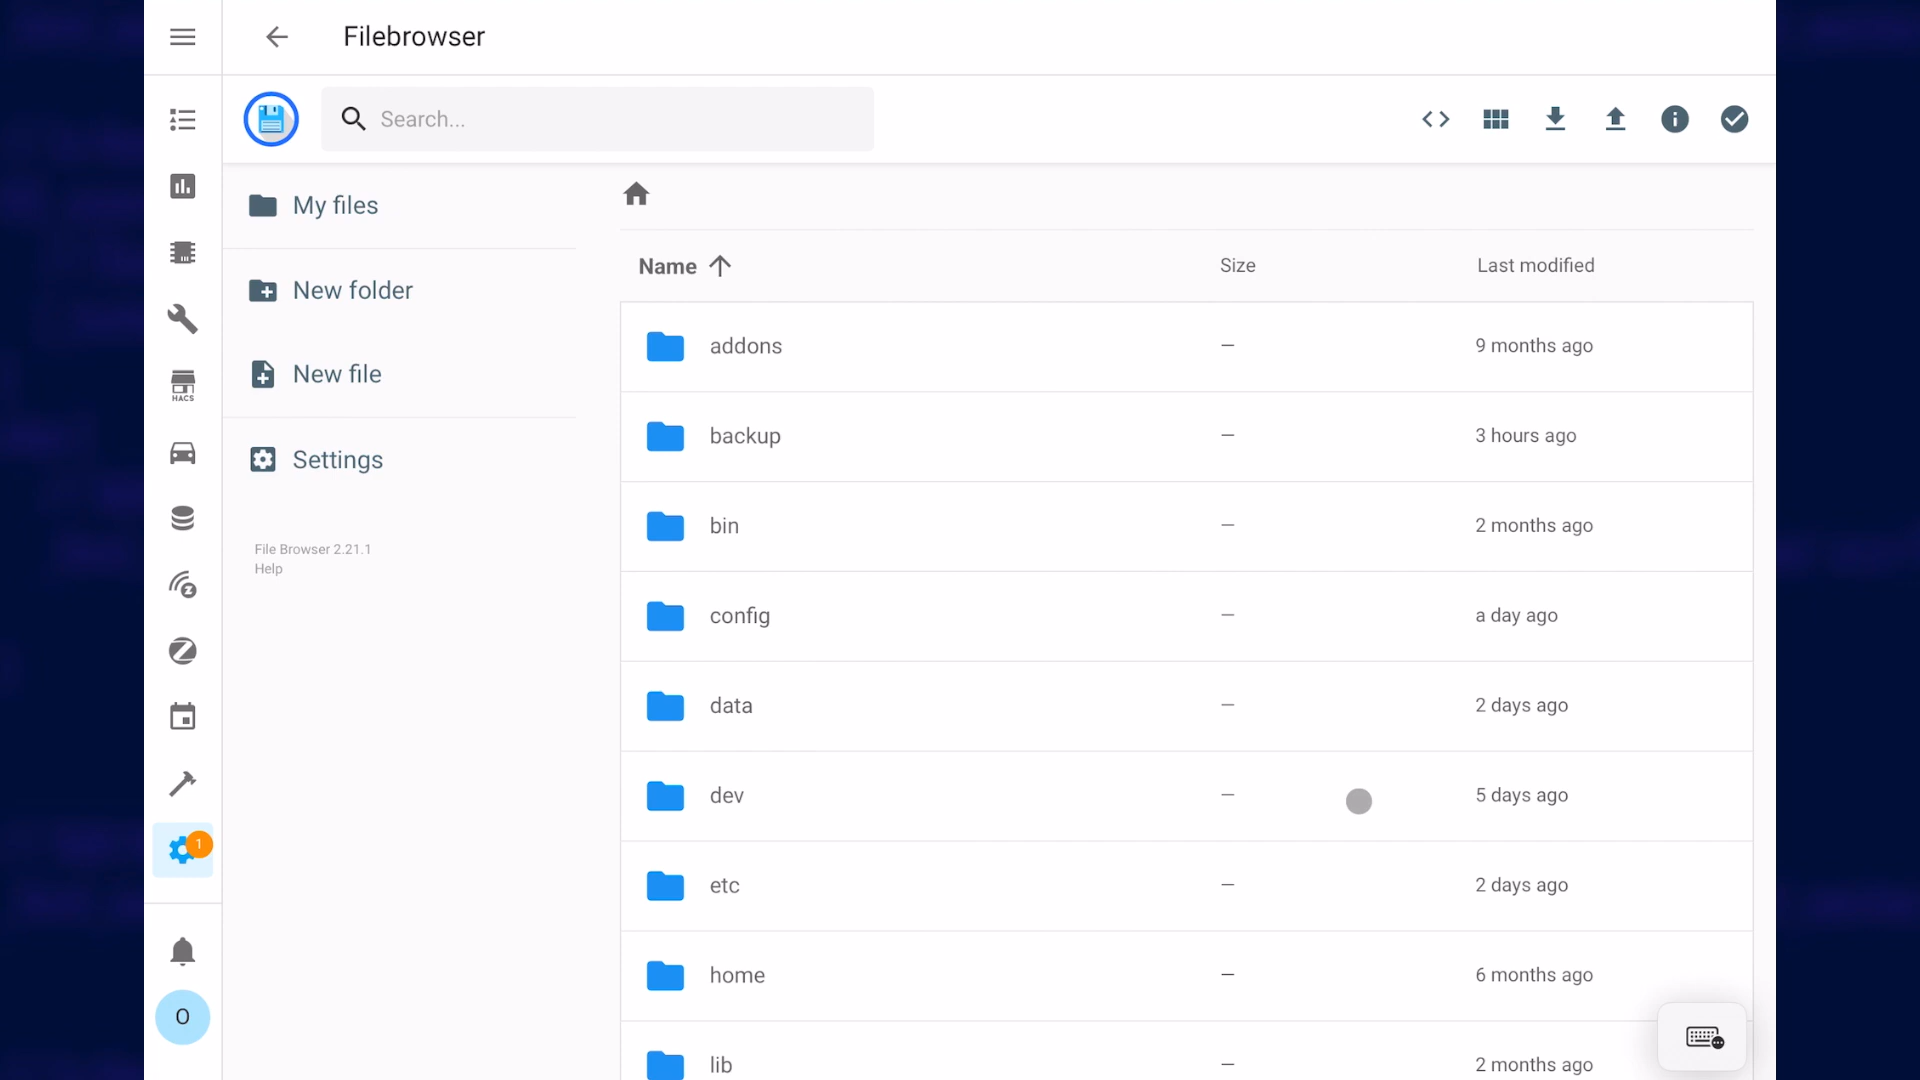 Filebrowser
Search...
My files
New folder
New file
Settings
File Browser 2.21.1
Help
HACS
1
O
Name Size Last modified
addons — 9 months ago
backup — 3 hours ago
bin — 2 months ago
config — a day ago
data — 2 days ago
dev — 5 days ago
etc — 2 days ago
home — 6 months ago
lib — 2 months ago